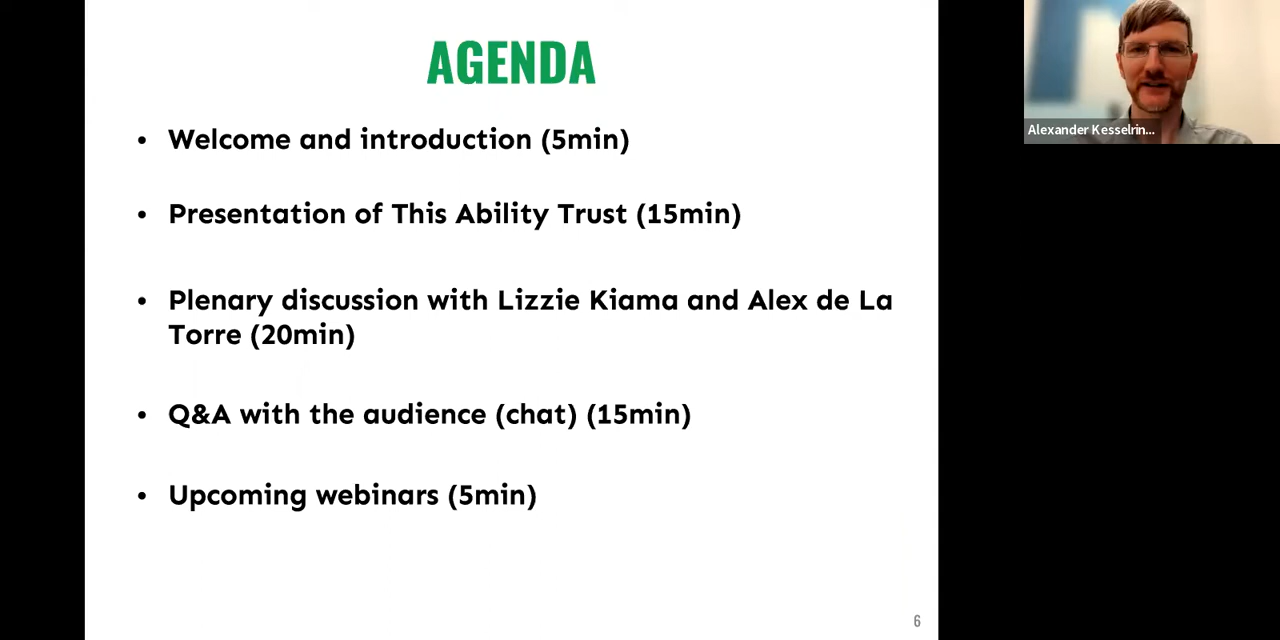 AGENDA
• Welcome and introduction (5min)
• Presentation of This Ability Trust (15min)
• Plenary discussion with Lizzie Kiama and Alex de La
Torre (20min)
• Q&A with the audience (chat) (15min)
• Upcoming webinars (5min)
6
Alexander Kesselrin...